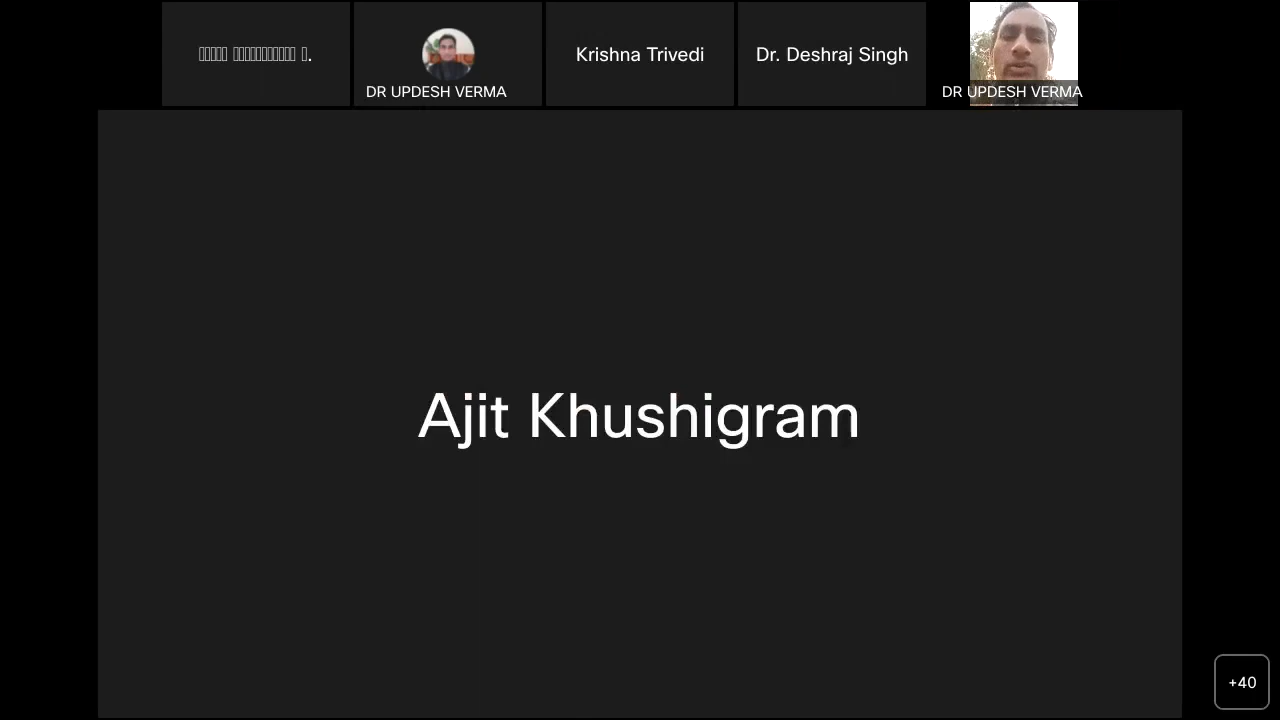 DR UPDESH VERMA
Krishna Trivedi
Dr. Deshraj Singh
DR UPDESH VERMA
Ajit Khushigram
+40